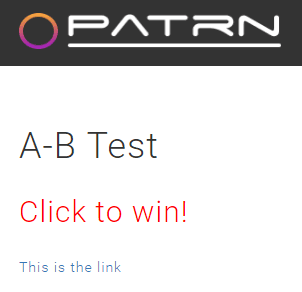 PATRN
A-B Test
Click to win!
This is the link